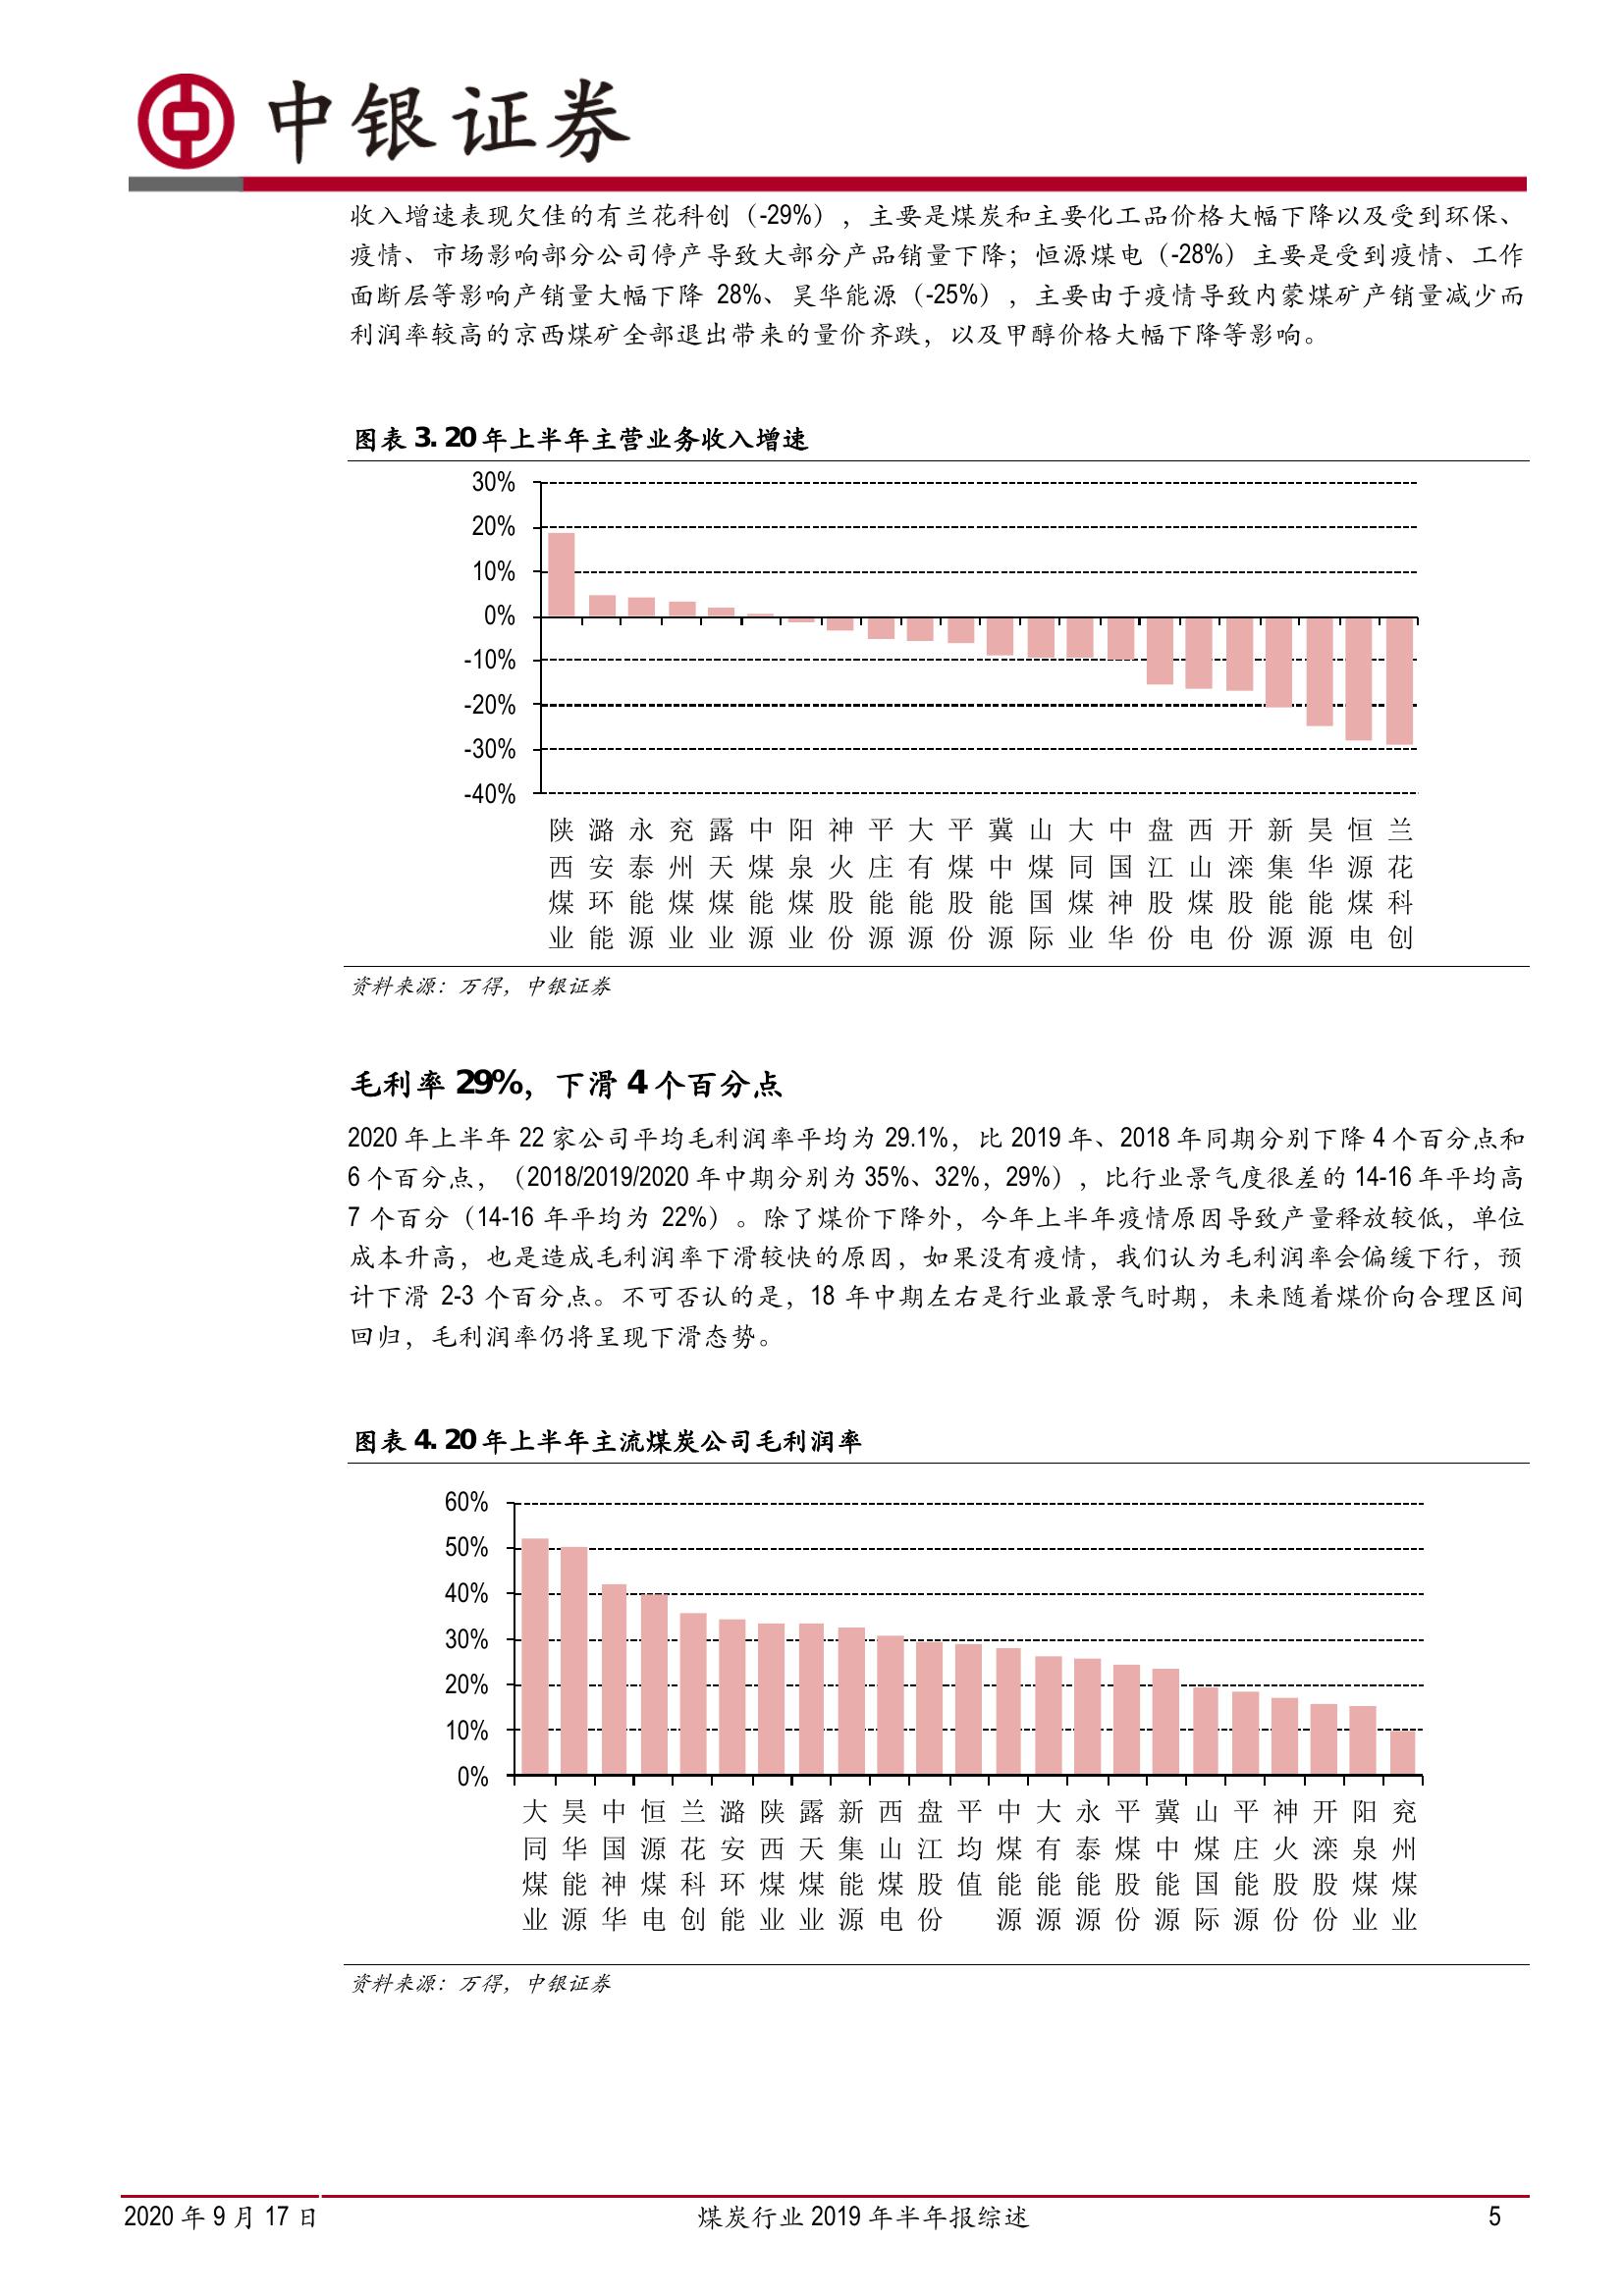 中银证券
收入增速表现欠佳的有兰花科创（-29%），主要是煤炭和主要化工品价格大幅下降以及受到环保、
疫情、市场影响部分公司停产导致大部分产品销量下降；恒源煤电（-28%）主要是受到疫情、工作
面断层等影响产销量大幅下降 28%、昊华能源（-25%），主要由于疫情导致内蒙煤矿产销量减少而
利润率较高的京西煤矿全部退出带来的量价齐跌，以及甲醇价格大幅下降等影响。
图表 3. 20 年上半年主营业务收入增速
30%
20%
10%
0%
-10%
-20%
-30%
-40%
陕西煤业
潞安环能
永泰能源
兖州煤业
露天煤业
中煤能源
阳泉煤业
神火股份
平庄能源
大有能源
平煤股份
冀中能源
山煤国际
大同煤业
中国神华
盘江股份
西山煤电
开滦股份
新集能源
昊华能源
恒源煤电
兰花科创
资料来源：万得，中银证券
毛利率 29%，下滑 4 个百分点
2020 年上半年 22 家公司平均毛利润率平均为 29.1%，比 2019 年、2018 年同期分别下降 4 个百分点和
6 个百分点，（2018/2019/2020 年中期分别为 35%、32%，29%），比行业景气度很差的 14-16 年平均高
7 个百分（14-16 年平均为 22%）。除了煤价下降外，今年上半年疫情原因导致产量释放较低，单位
成本升高，也是造成毛利润率下滑较快的原因，如果没有疫情，我们认为毛利润率会偏缓下行，预
计下滑 2-3 个百分点。不可否认的是，18 年中期左右是行业最景气时期，未来随着煤价向合理区间
回归，毛利润率仍将呈现下滑态势。
图表 4. 20 年上半年主流煤炭公司毛利润率
60%
50%
40%
30%
20%
10%
0%
大同煤业
昊华能源
中国神华
恒源煤电
兰花科创
潞安环能
陕西煤业
露天煤业
新集能源
西山煤电
盘江股份
平均值
中煤能源
大有能源
永泰能源
平煤股份
冀中能源
山煤国际
平庄能源
神火股份
开滦股份
阳泉煤业
兖州煤业
资料来源：万得，中银证券
2020 年 9 月 17 日
煤炭行业 2019 年半年报综述
5